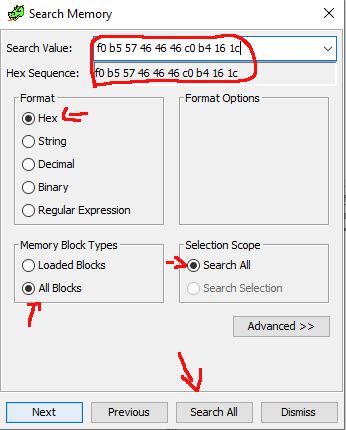 Search Memory
Search Value: f0 b5 57 46 46 46 c0 b4 16 1c
Hex Sequence: f0 b5 57 46 46 46 c0 b4 16 1c
Format
Format Options
Hex
String
Decimal
Binary
Regular Expression
Memory Block Types
Selection Scope
Loaded Blocks
Search All
All Blocks
Search Selection
Advanced >>
Next Previous Search All Dismiss